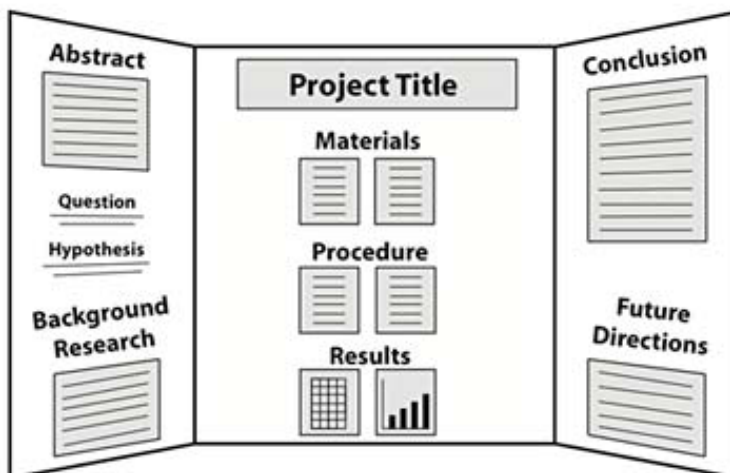 Abstract
Question
Hypothesis
Background
Research
Project Title
Materials
Procedure
Results
Conclusion
Future
Directions